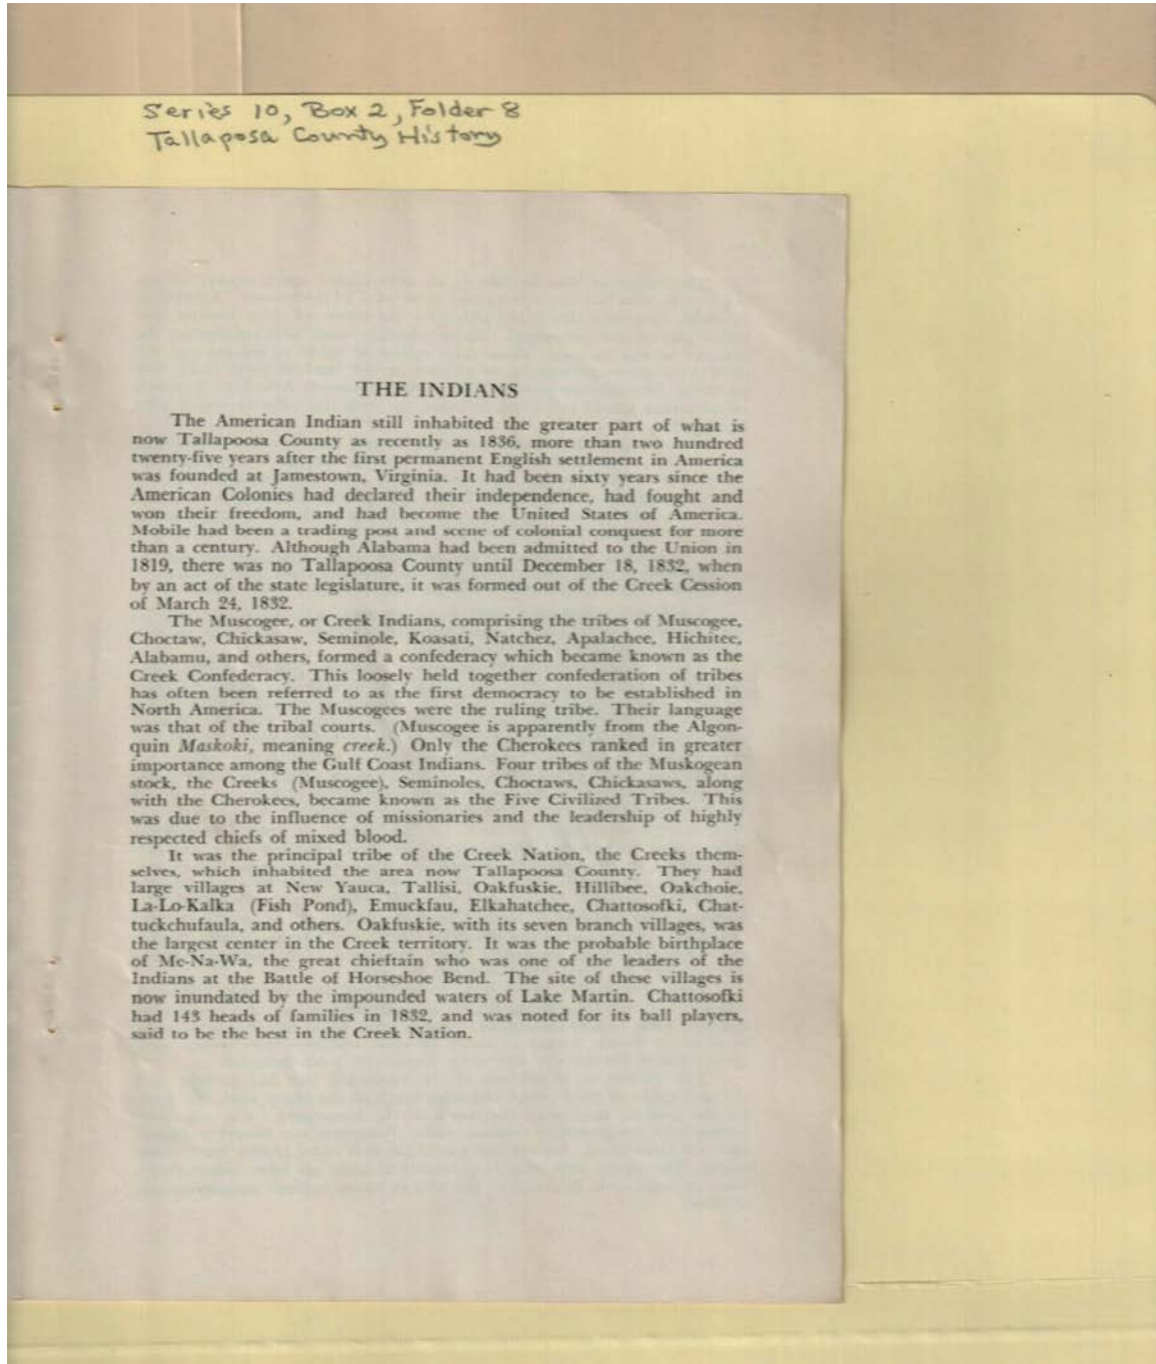 Series 10, Box 2, Folder 8
Tallaposa County History
THE INDIANS
The American Indian still inhabited the greater part of what is
now Tallapoosa County as recently as 1836, more than two hundred
twenty-five years after the first permanent English settlement in America
was founded at Jamestown, Virginia. It had been sixty years since the
American Colonies had declared their independence, had fought and
won their freedom, and had become the United States of America.
Mobile had been a trading post and scene of colonial conquest for more
than a century. Although Alabama had been admitted to the Union in
1819, there was no Tallapoosa County until December 18, 1832, when
by an act of the state legislature, it was formed out of the Creek Cession
of March 24, 1832.
The Muscogee, or Creek Indians, comprising the tribes of Muscogee,
Choctaw, Chickasaw, Seminole, Koasati, Natchez, Apalachee, Hichitee,
Alabamu, and others, formed a confederacy which became known as the
Creek Confederacy. This loosely held together confederation of tribes
has often been referred to as the first democracy to be established in
North America. The Muscogees were the ruling tribe. Their language
was that of the tribal courts. (Muscogee is apparently from the Algon-
quin Maskoki, meaning creek.) Only the Cherokees ranked in greater
importance among the Gulf Coast Indians. Four tribes of the Muskogean
stock, the Creeks (Muscogee), Seminoles, Choctaws, Chickasaws, along
with the Cherokees, became known as the Five Civilized Tribes. This
was due to the influence of missionaries and the leadership of highly
respected chiefs of mixed blood.
It was the principal tribe of the Creek Nation, the Creeks them-
selves, which inhabited the area now Tallapoosa County. They had
large villages at New Yauca, Tallisi, Oakfuskie, Hillibee, Oakchoie,
La-Lo-Kalka (Fish Pond), Emuckfau, Elkahatchee, Chattosofki, Chat-
tuckchufaula, and others. Oakfuskie, with its seven branch villages, was
the largest center in the Creek territory. It was the probable birthplace
of Me-Na-Wa, the great chieftain who was one of the leaders of the
Indians at the Battle of Horseshoe Bend. The site of these villages is
now inundated by the impounded waters of Lake Martin. Chattosofki
had 143 heads of families in 1832, and was noted for its ball players,
said to be the best in the Creek Nation.